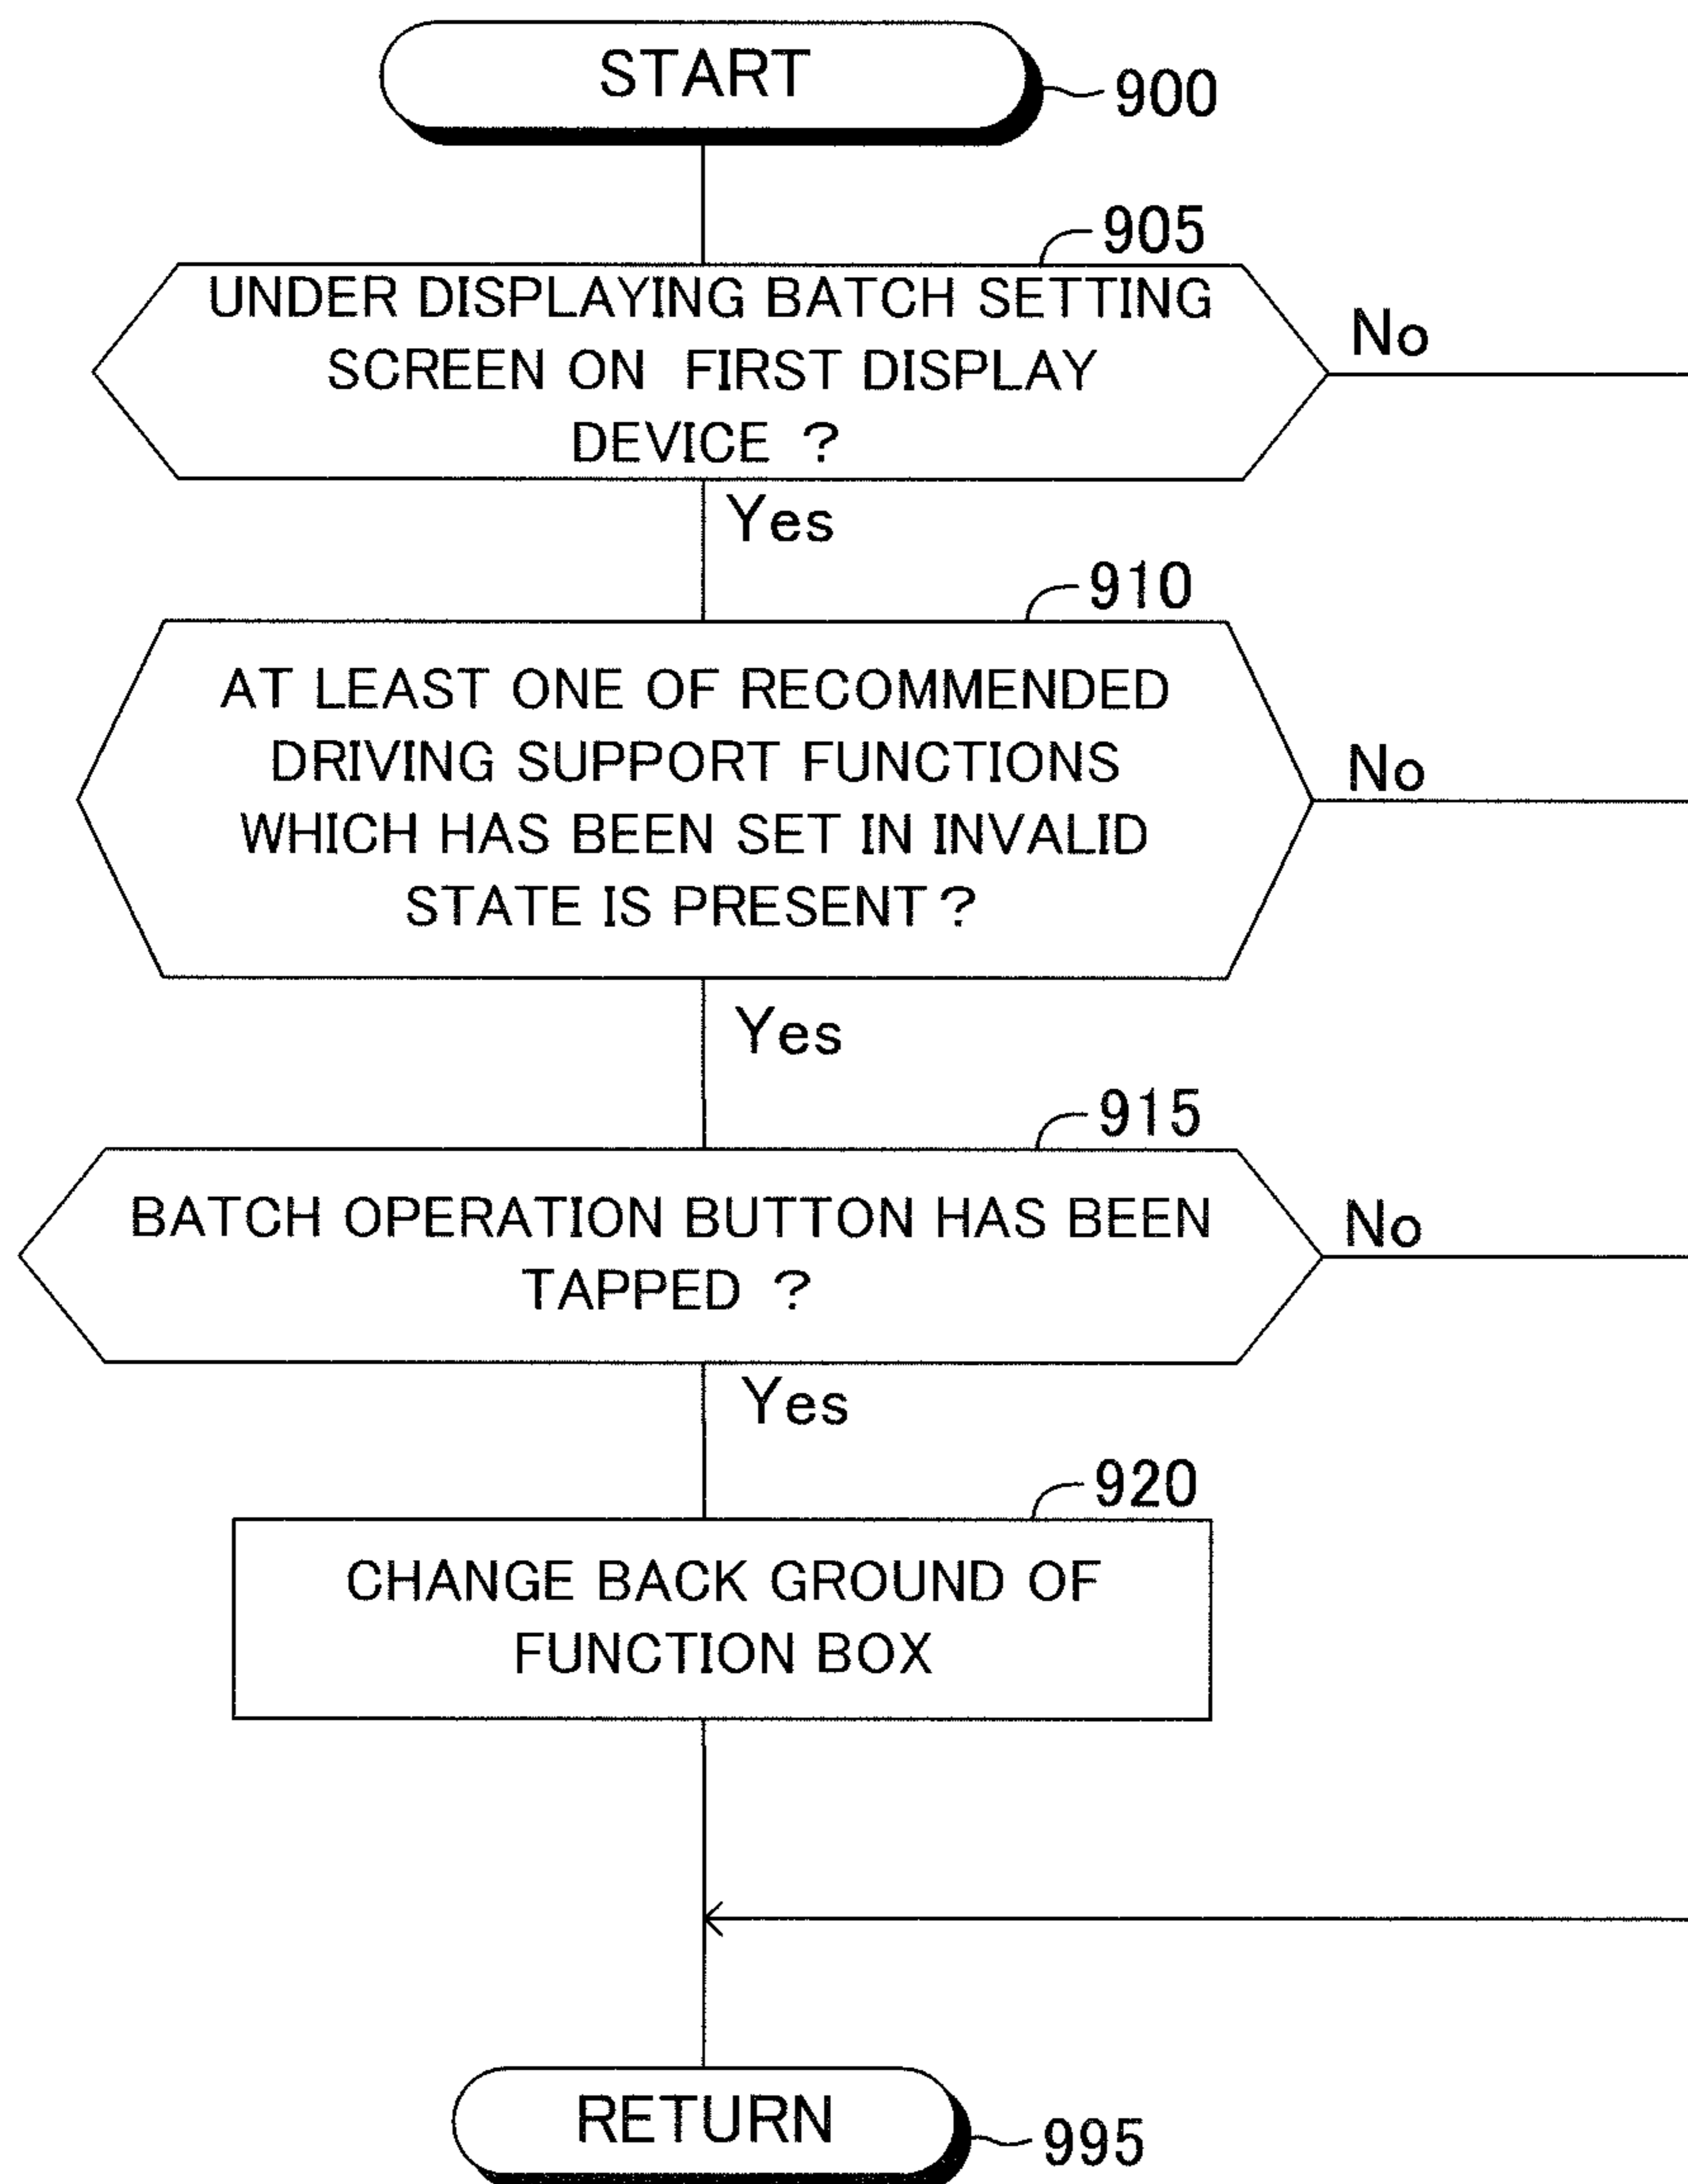 START
900
905
UNDER DISPLAYING BATCH SETTING
SCREEN ON FIRST DISPLAY
DEVICE ?
No
Yes
910
AT LEAST ONE OF RECOMMENDED
DRIVING SUPPORT FUNCTIONS
WHICH HAS BEEN SET IN INVALID
STATE IS PRESENT ?
No
Yes
915
BATCH OPERATION BUTTON HAS BEEN
TAPPED ?
No
Yes
920
CHANGE BACK GROUND OF
FUNCTION BOX
RETURN
995